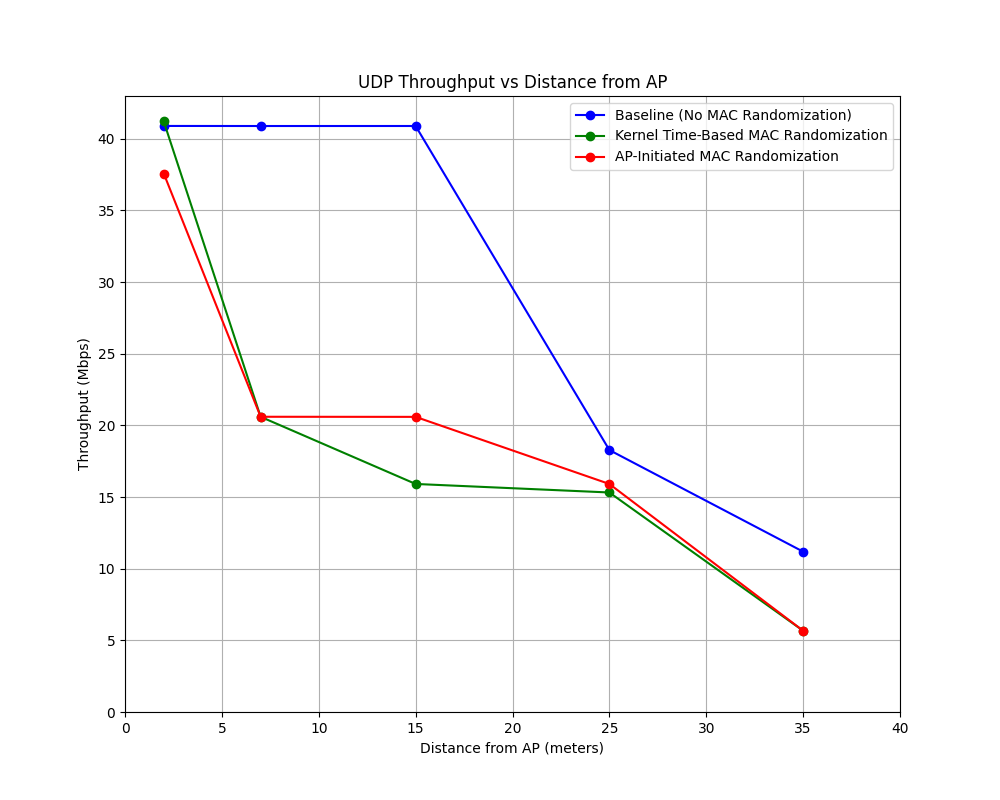 UDP Throughput vs Distance from AP
Baseline (No MAC Randomization)
Kernel Time-Based MAC Randomization
AP-Initiated MAC Randomization
Throughput (Mbps)
40
35
30
25
20
15
10
5
0
0 5 10 15 20 25 30 35 40
Distance from AP (meters)